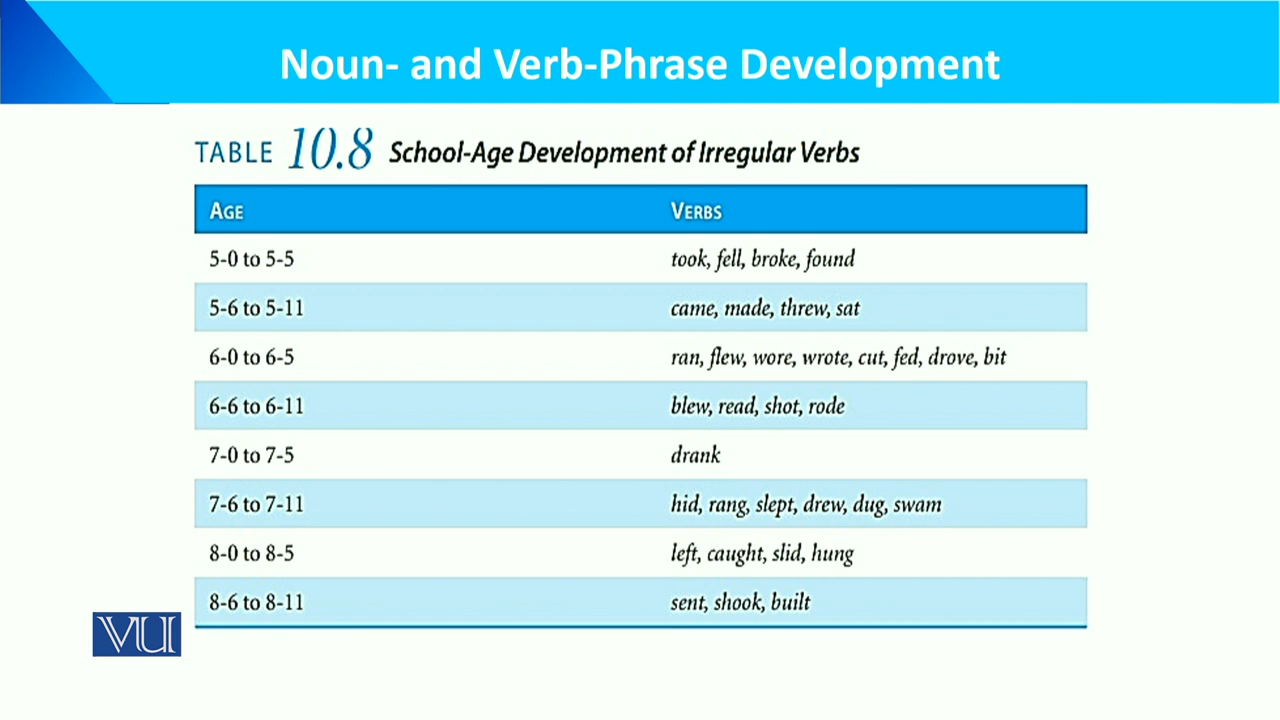 Noun- and Verb-Phrase Development
TABLE 10.8 School-Age Development of Irregular Verbs
AGE VERBS
5-0 to 5-5 took, fell, broke, found
5-6 to 5-11 came, made, threw, sat
6-0 to 6-5 ran, flew, wore, wrote, cut, fed, drove, bit
6-6 to 6-11 blew, read, shot, rode
7-0 to 7-5 drank
7-6 to 7-11 hid, rang, slept, drew, dug, swam
8-0 to 8-5 left, caught, slid, hung
8-6 to 8-11 sent, shook, built
VU